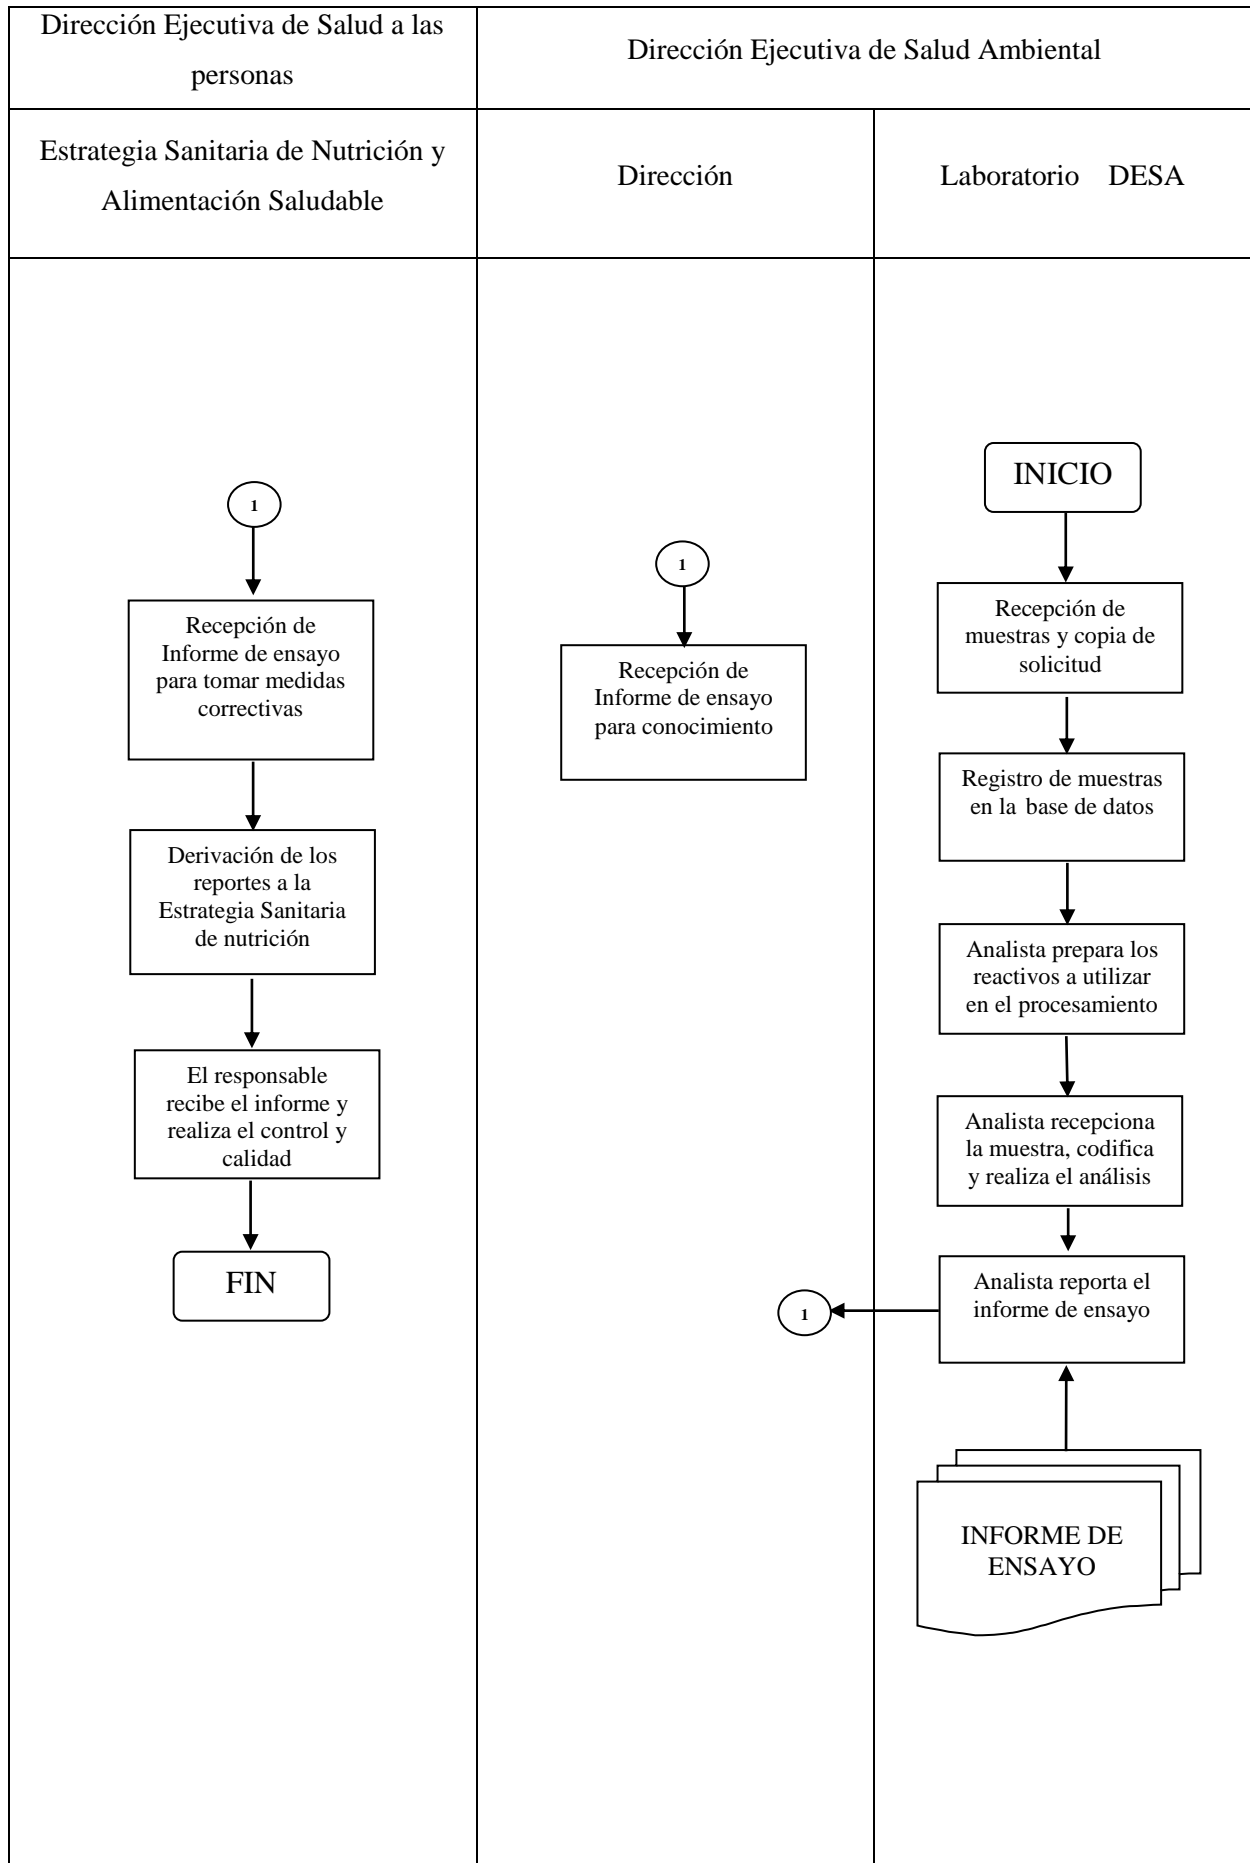 Dirección Ejecutiva de Salud a las
personas
Dirección Ejecutiva de Salud Ambiental
Estrategia Sanitaria de Nutrición y
Alimentación Saludable
Dirección
Laboratorio DESA
1
Recepción de
Informe de ensayo
para tomar medidas
correctivas
Derivación de los
reportes a la
Estrategia Sanitaria
de nutrición
El responsable
recibe el informe y
realiza el control y
calidad
FIN
1
Recepción de
Informe de ensayo
para conocimiento
INICIO
Recepción de
muestras y copia de
solicitud
Registro de muestras
en la base de datos
Analista prepara los
reactivos a utilizar
en el procesamiento
Analista recepciona
la muestra, codifica
y realiza el análisis
Analista reporta el
informe de ensayo
1
INFORME DE
ENSAYO